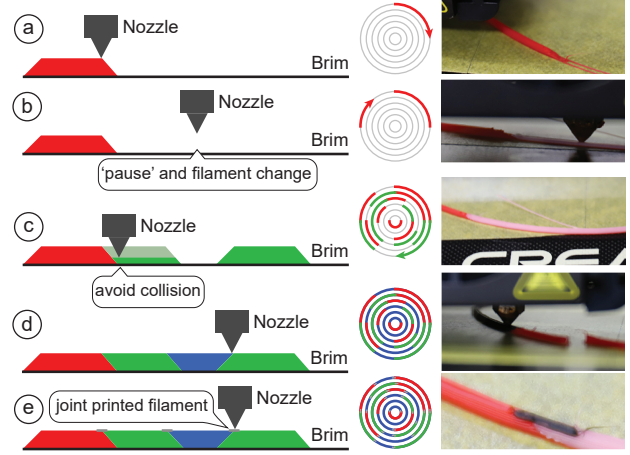 a
Nozzle
Brim
b
Nozzle
Brim
'pause' and filament change
c
Nozzle
Brim
avoid collision
CREA
d
Nozzle
Brim
e
joint printed filament
Nozzle
Brim